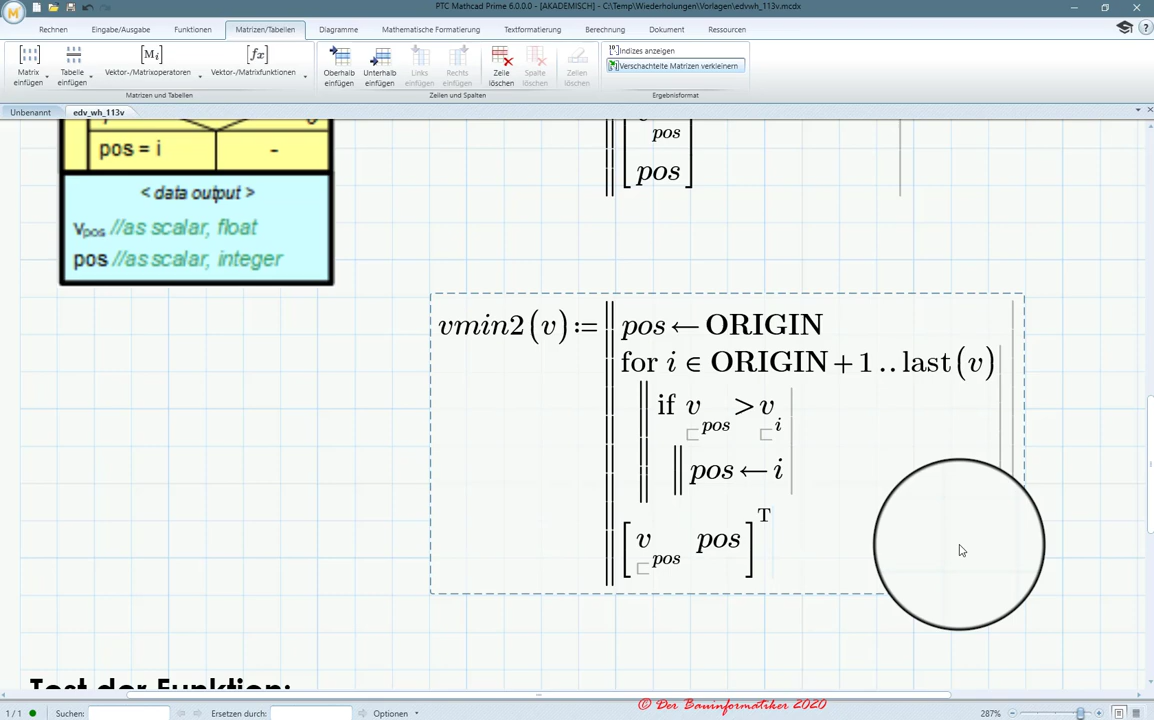 PTC Mathcad Prime 6.0.0.0 - [AKADEMISCH] - C:\Temp\Wiederholungen\Vorlagen\edvwh_113v.mcdx
Rechnen Eingabe/Ausgabe Funktionen Matrizen/Tabellen Diagramme Mathematische Formatierung Textformatierung Berechnung Dokument Ressourcen
Matrix einfügen
Tabelle einfügen
Vektor-/Matrixoperatoren
Vektor-/Matrixfunktionen
Oberhalb einfügen
Unterhalb einfügen
Links einfügen
Rechts einfügen
Zeile löschen
Spalte löschen
Zellen löschen
Indizes anzeigen
Verschachtelte Matrizen verkleinern
Matrizen und Tabellen Zeilen und Spalten Ergebnisformat
Unbenannt edv_wh_113v
pos = i -
< data output >
vpos //as scalar, float
pos //as scalar, integer
pos
pos
vmin2(v):= pos ← ORIGIN
for i ∈ ORIGIN + 1 .. last(v)
if v pos > v i
pos ← i
[v pos pos] T
Test der Funktion:
© Der Bauinformatiker 2020
1 / 1 Suchen: Ersetzen durch: Optionen 287%